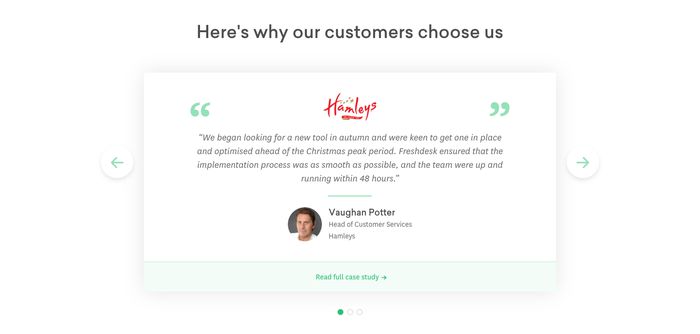 Here's why our customers choose us
“
Hamleys
”
“We began looking for a new tool in autumn and were keen to get one in place
and optimised ahead of the Christmas peak period. Freshdesk ensured that the
implementation process was as smooth as possible, and the team were up and
running within 48 hours.”
Vaughan Potter
Head of Customer Services
Hamleys
Read full case study →